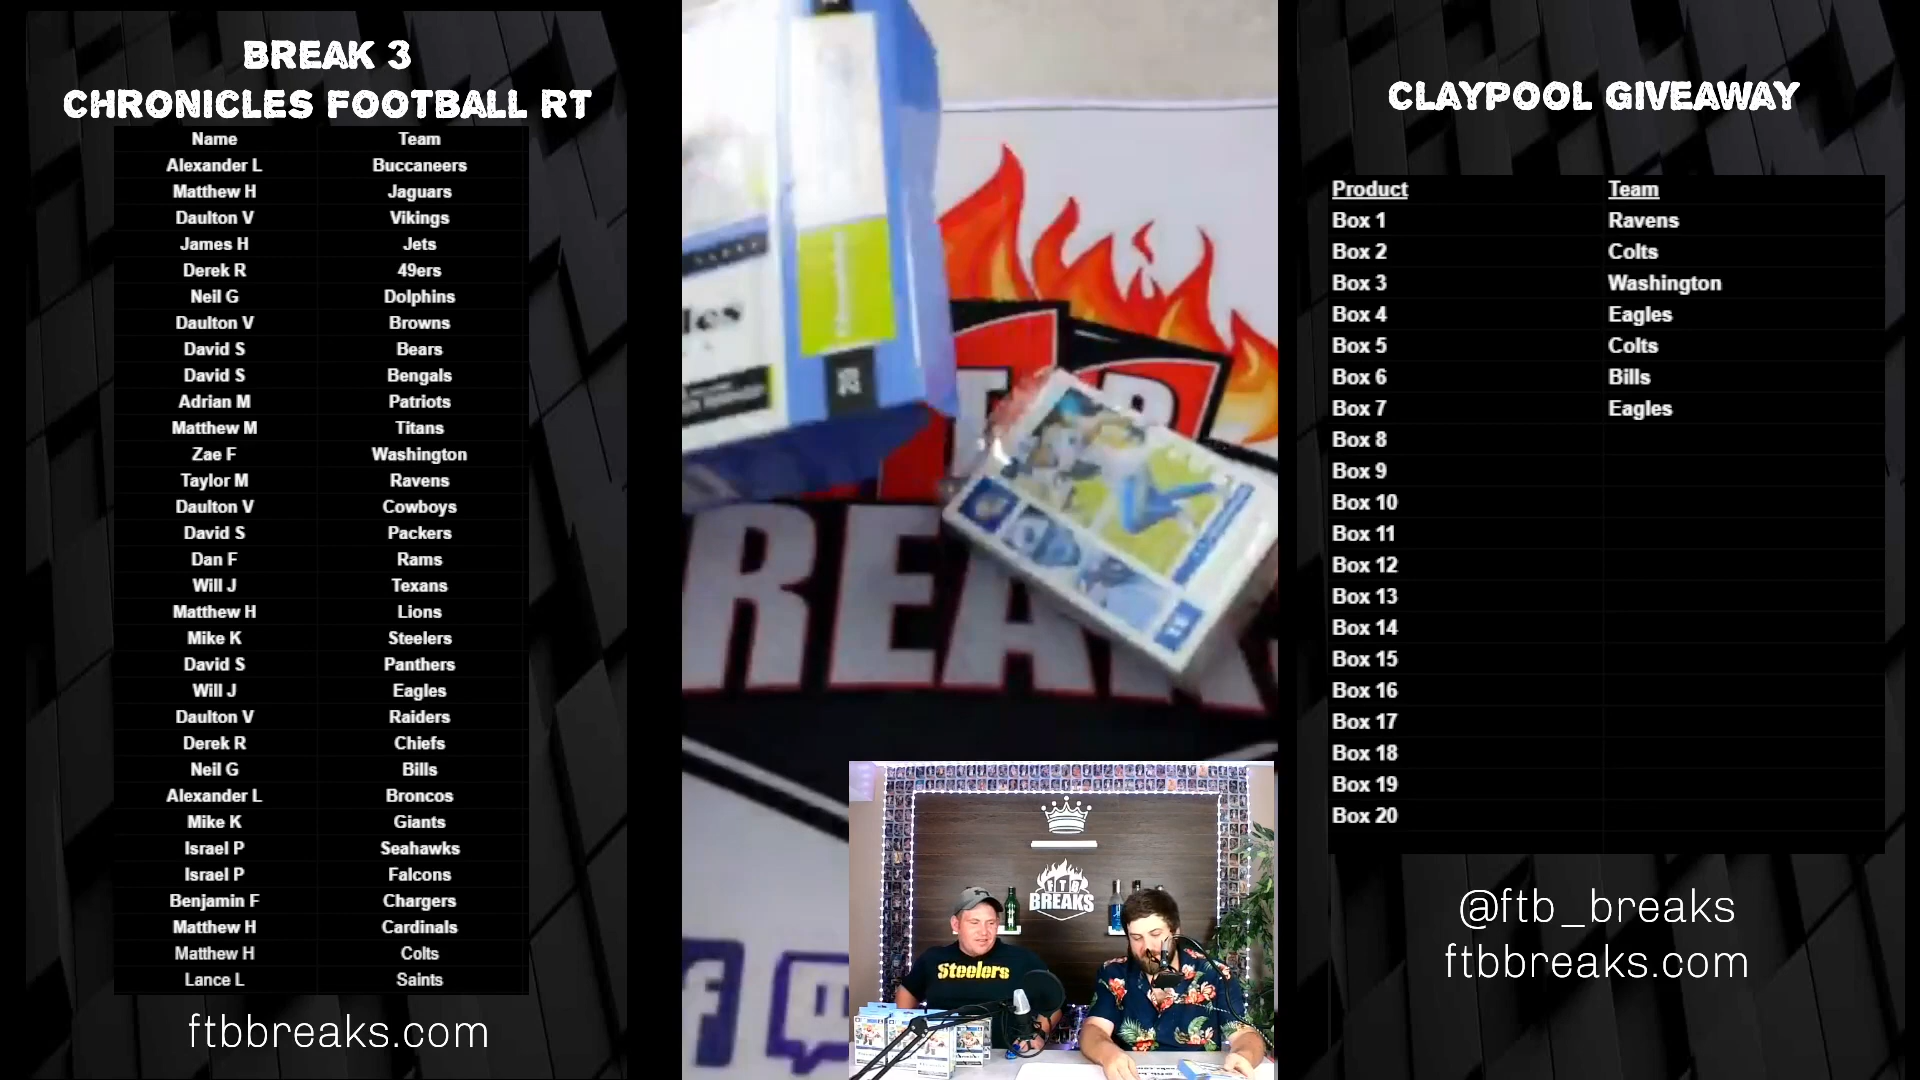 BREAK 3
CHRONICLES FOOTBALL RT
Name Team
Alexander L Buccaneers
Matthew H Jaguars
Daulton V Vikings
James H Jets
Derek R 49ers
Neil G Dolphins
Daulton V Browns
David S Bears
David S Bengals
Adrian M Patriots
Matthew M Titans
Zae F Washington
Taylor M Ravens
Daulton V Cowboys
David S Packers
Dan F Rams
Will J Texans
Matthew H Lions
Mike K Steelers
David S Panthers
Will J Eagles
Daulton V Raiders
Derek R Chiefs
Neil G Bills
Alexander L Broncos
Mike K Giants
Israel P Seahawks
Israel P Falcons
Benjamin F Chargers
Matthew H Cardinals
Matthew H Colts
Lance L Saints
ftbbreaks.com
BREAK
FTB
BREAKS
Steelers
CLAYPOOL GIVEAWAY
Product Team
Box 1 Ravens
Box 2 Colts
Box 3 Washington
Box 4 Eagles
Box 5 Colts
Box 6 Bills
Box 7 Eagles
Box 8
Box 9
Box 10
Box 11
Box 12
Box 13
Box 14
Box 15
Box 16
Box 17
Box 18
Box 19
Box 20
@ftb_breaks
ftbbreaks.com